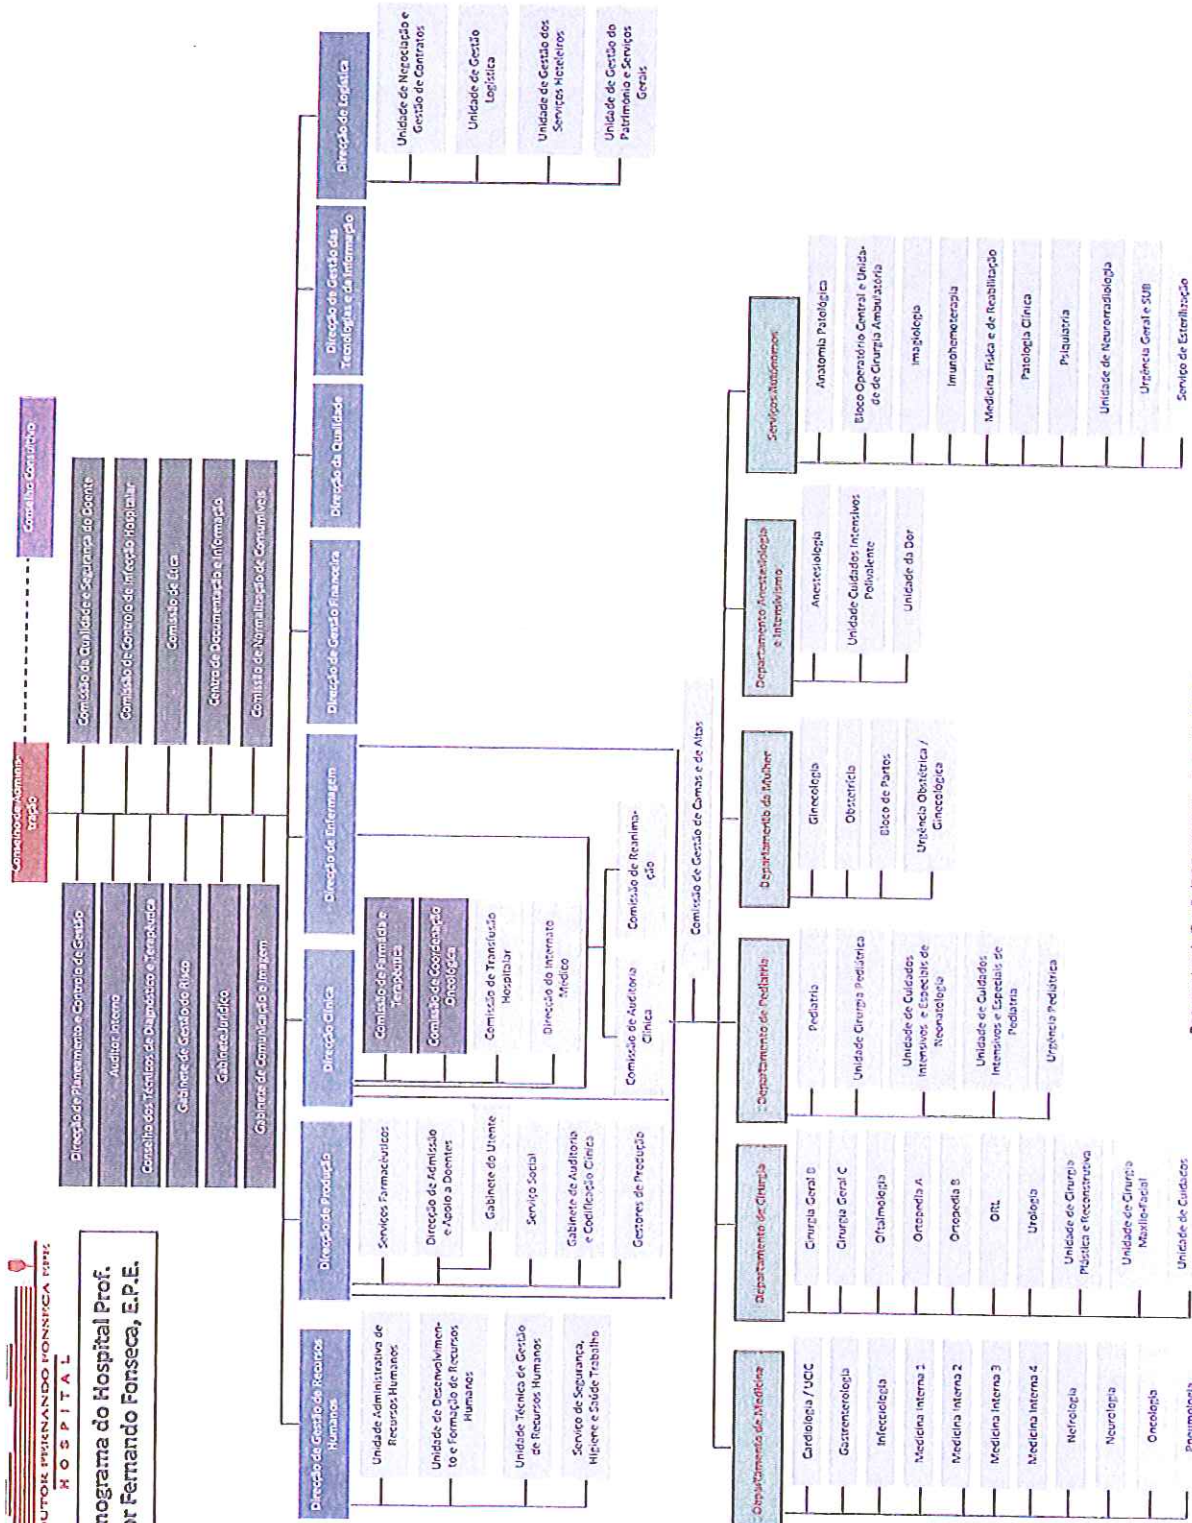 DOUTOR FERNANDO FONSECA EPE
HOSPITAL
nograma do Hospital Prof.
or Fernando Fonseca, E.P.E.
Conselho de Adminis-
tração
Conselho Consultivo
Direcção de Planeamento e Controlo de Gestão
Auditor Interno
Conselho dos Técnicos de Diagnóstico e Terapêutica
Gabinete de Gestão do Risco
Gabinete Jurídico
Gabinete de Comunicação e Imagem
Comissão da Qualidade e Segurança do Doente
Comissão de Controlo de Infecção Hospitalar
Comissão de Ética
Centro de Documentação e Informação
Comissão de Normalização de Consumíveis
Direcção de Gestão de Recursos
Humanos
Unidade Administrativa de
Recursos Humanos
Unidade de Desenvolvimen-
to e Formação de Recursos
Humanos
Unidade Técnica de Gestão
de Recursos Humanos
Serviço de Segurança,
Higiene e Saúde Trabalho
Direcção de Produção
Serviços Farmacêuticos
Direcção de Admissão
e Apoio a Doentes
Gabinete do Utente
Serviço Social
Gabinete de Auditoria
e Codificação Clínica
Gestores de Produção
Direcção Clínica
Comissão de Farmácia e
Terapêutica
Comissão de Coordenação
Oncológica
Comissão de Transfusão
Hospitalar
Direcção do Internato
Médico
Comissão de Auditoria
Clínica
Comissão de Reanima-
ção
Direcção de Enfermagem
Direcção de Gestão Financeira
Direcção da Qualidade
Direcção de Gestão das
Tecnologias e da Informação
Direcção de Logística
Unidade de Negociação e
Gestão de Contratos
Unidade de Gestão
Logística
Unidade de Gestão dos
Serviços Hoteleiros
Unidade de Gestão do
Património e Serviços
Gerais
Comissão de Gestão de Camas e de Altas
Departamento de Medicina
Cardiologia / UCIC
Gastrenterologia
Infecciologia
Medicina Interna 1
Medicina Interna 2
Medicina Interna 3
Medicina Interna 4
Nefrologia
Neurologia
Oncologia
Pneumologia
Departamento de Cirurgia
Cirurgia Geral B
Cirurgia Geral C
Oftalmologia
Ortopedia A
Ortopedia B
ORL
Urologia
Unidade de Cirurgia
Plástica e Reconstrutiva
Unidade de Cirurgia
Maxilo-Facial
Unidade de Cuidados
Departamento de Pediatria
Pediatria
Unidade Cirurgia Pediátrica
Unidade de Cuidados
Intensivos e Especiais de
Neonatologia
Unidade de Cuidados
Intensivos e Especiais de
Pediatria
Urgência Pediátrica
Departamento da Mulher
Ginecologia
Obstetrícia
Bloco de Partos
Urgência Obstétrica /
Ginecológica
Departamento Anestesiologia
e Intensivismo
Anestesiologia
Unidade Cuidados Intensivos
Polivalente
Unidade da Dor
Serviços Autónomos
Anatomia Patológica
Bloco Operatório Central e Unida-
de de Cirurgia Ambulatória
Imagiologia
Imunohemoterapia
Medicina Física e de Reabilitação
Patologia Clínica
Psiquiatria
Unidade de Neurorradiologia
Urgência Geral e SUB
Serviço de Esterilização